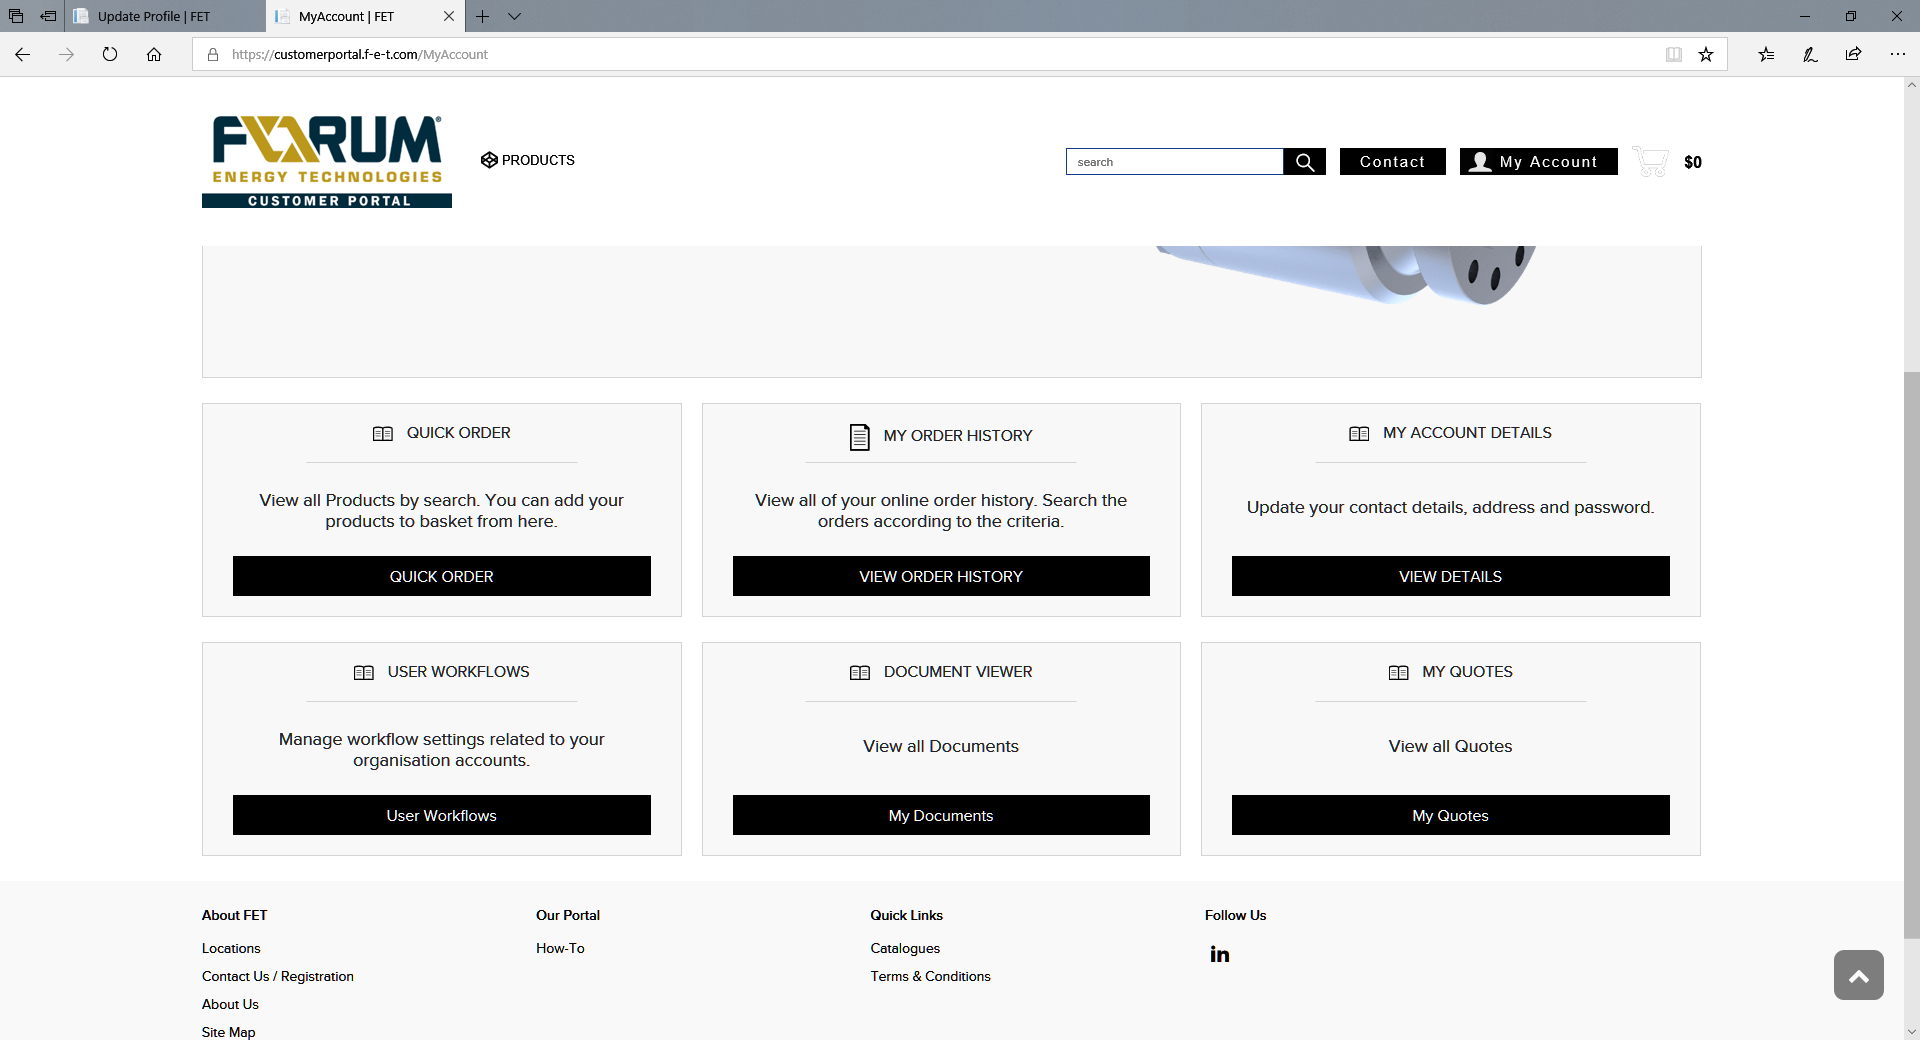 Update Profile | FET
MyAccount | FET
https://customerportal.f-e-t.com/MyAccount
FORUM®
ENERGY TECHNOLOGIES
CUSTOMER PORTAL
PRODUCTS
search
Contact
My Account
$0
QUICK ORDER
View all Products by search. You can add your
products to basket from here.
QUICK ORDER
MY ORDER HISTORY
View all of your online order history. Search the
orders according to the criteria.
VIEW ORDER HISTORY
MY ACCOUNT DETAILS
Update your contact details, address and password.
VIEW DETAILS
USER WORKFLOWS
Manage workflow settings related to your
organisation accounts.
User Workflows
DOCUMENT VIEWER
View all Documents
My Documents
MY QUOTES
View all Quotes
My Quotes
About FET
Locations
Contact Us / Registration
About Us
Site Map
Our Portal
How-To
Quick Links
Catalogues
Terms & Conditions
Follow Us
in